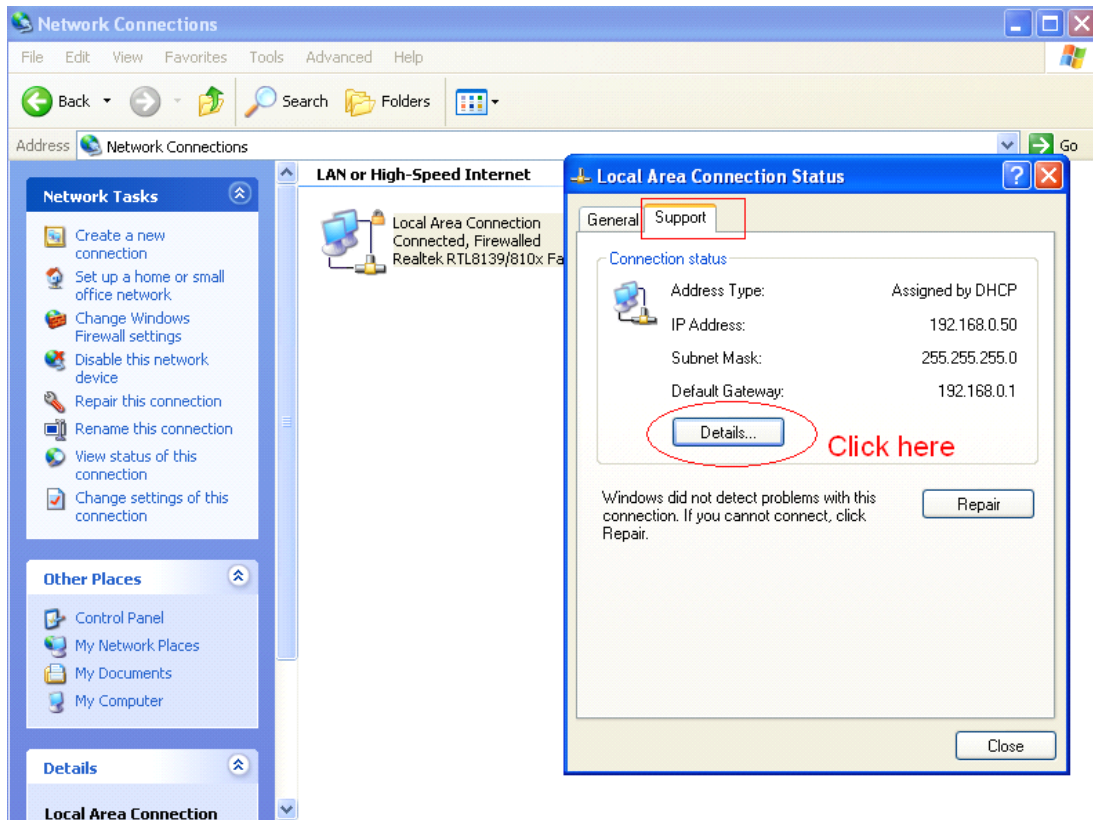 Network Connections
File Edit View Favorites Tools Advanced Help
Back Search Folders
Address Network Connections Go
Network Tasks
Create a new
connection
Set up a home or small
office network
Change Windows
Firewall settings
Disable this network
device
Repair this connection
Rename this connection
View status of this
connection
Change settings of this
connection
Other Places
Control Panel
My Network Places
My Documents
My Computer
Details
Local Area Connection
LAN or High-Speed Internet
Local Area Connection
Connected, Firewalled
Realtek RTL8139/810x Fa
Local Area Connection Status
General Support
Connection status
Address Type: Assigned by DHCP
IP Address: 192.168.0.50
Subnet Mask: 255.255.255.0
Default Gateway: 192.168.0.1
Details...
Click here
Windows did not detect problems with this
connection. If you cannot connect, click
Repair.
Repair
Close